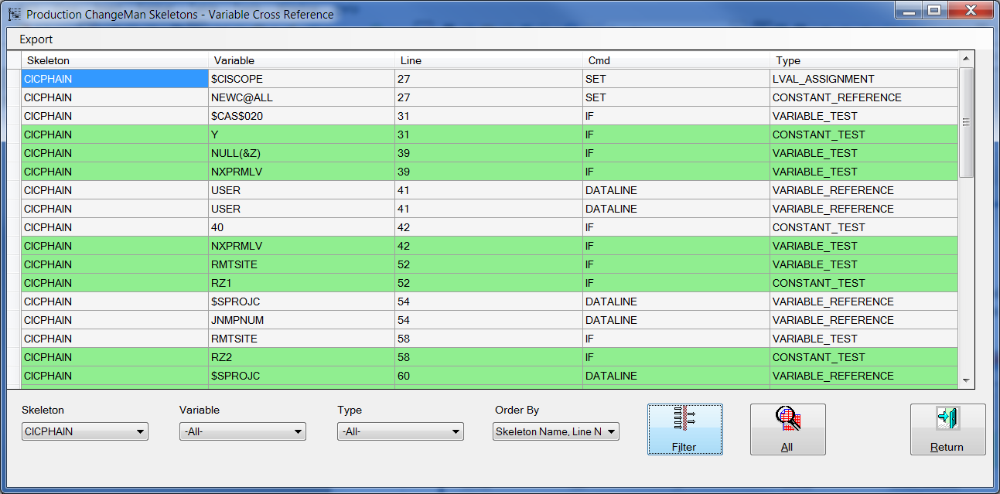 Production ChangeMan Skeletons - Variable Cross Reference
Export
Skeleton Variable Line Cmd Type
CICPHAIN $CISCOPE 27 SET LVAL_ASSIGNMENT
CICPHAIN NEWC@ALL 27 SET CONSTANT_REFERENCE
CICPHAIN $CAS$020 31 IF VARIABLE_TEST
CICPHAIN Y 31 IF CONSTANT_TEST
CICPHAIN NULL(&Z) 39 IF VARIABLE_TEST
CICPHAIN NXPRMLV 39 IF VARIABLE_TEST
CICPHAIN USER 41 DATALINE VARIABLE_REFERENCE
CICPHAIN USER 41 DATALINE VARIABLE_REFERENCE
CICPHAIN 40 42 IF CONSTANT_TEST
CICPHAIN NXPRMLV 42 IF VARIABLE_TEST
CICPHAIN RMTSITE 52 IF VARIABLE_TEST
CICPHAIN RZ1 52 IF CONSTANT_TEST
CICPHAIN $SPROJC 54 DATALINE VARIABLE_REFERENCE
CICPHAIN JNMPNUM 54 DATALINE VARIABLE_REFERENCE
CICPHAIN RMTSITE 58 IF VARIABLE_TEST
CICPHAIN RZ2 58 IF CONSTANT_TEST
CICPHAIN $SPROJC 60 DATALINE VARIABLE_REFERENCE
Skeleton Variable Type Order By
CICPHAIN -All- -All- Skeleton Name, Line N
Filter All Return